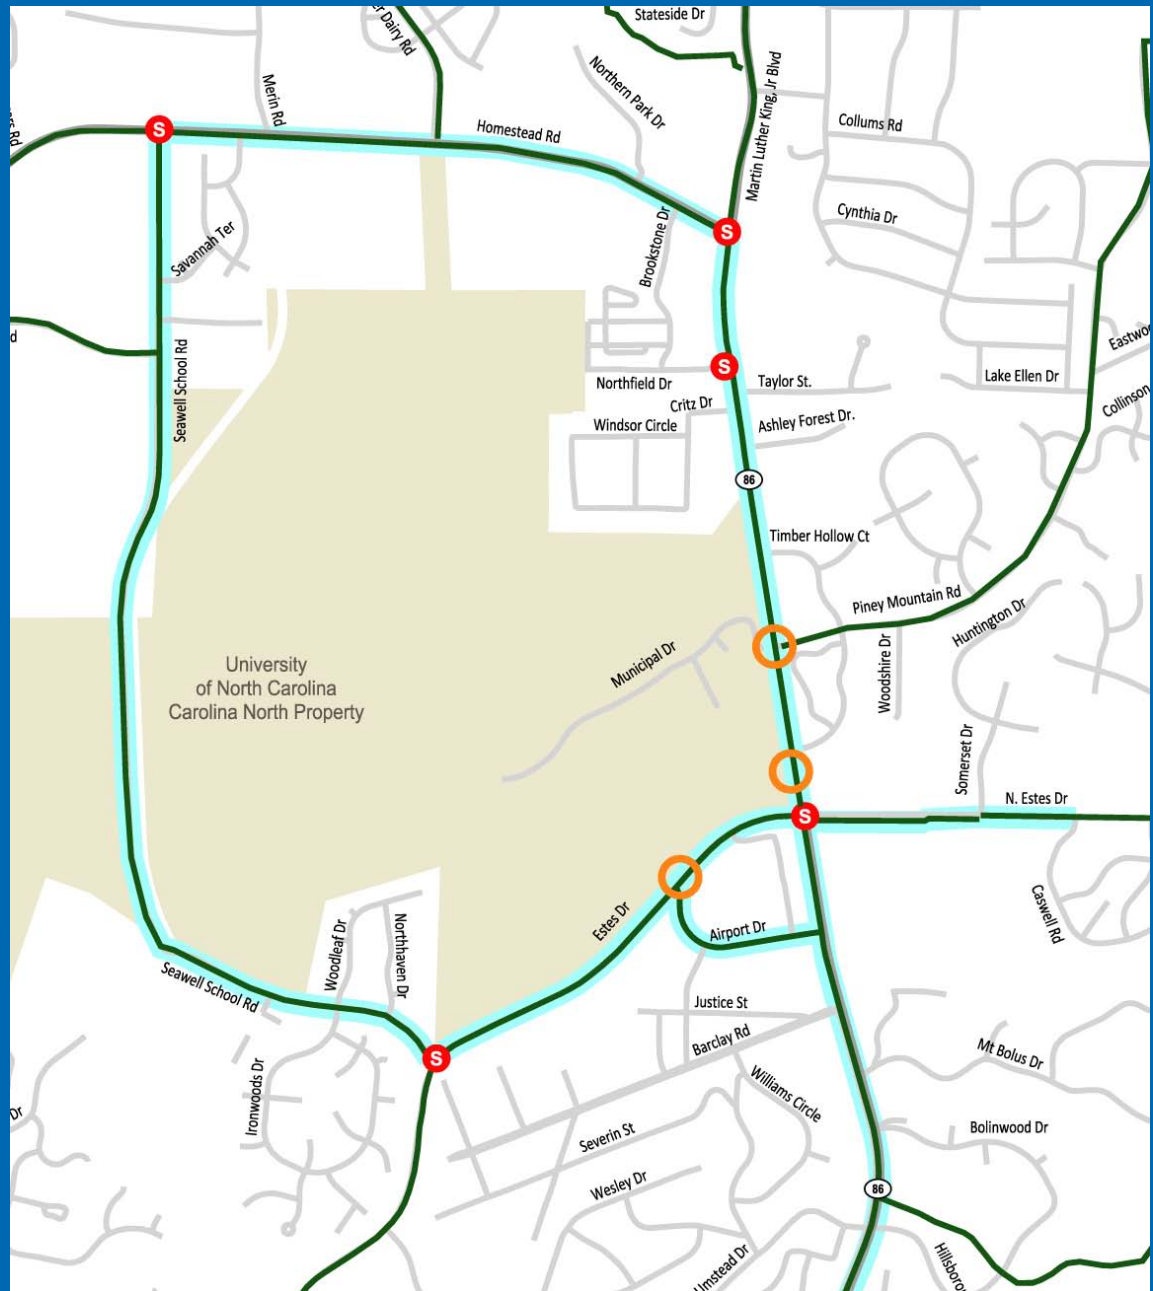 Stateside Dr
Dairy Rd
Northern Park Dr
Martin Luther King, Jr Blvd
Merin Rd
Homestead Rd
Collums Rd
S
Cynthia Dr
S
Savannah Ter
Brookstone Dr
Seawell School Rd
S
Northfield Dr
Taylor St.
Lake Ellen Dr
Critz Dr
Windsor Circle
Ashley Forest Dr.
Collinson
86
Timber Hollow Ct
Piney Mountain Rd
Huntington Dr
Woodshire Dr
Municipal Dr
University
of North Carolina
Carolina North Property
Somerset Dr
N. Estes Dr
S
Caswell Rd
Estes Dr
Airport Dr
Woodleaf Dr
Northhaven Dr
Seawell School Rd
Justice St
Barclay Rd
S
Mt Bolus Dr
Williams Circle
Ironwoods Dr
Dr
Severin St
Bolinwood Dr
Wesley Dr
86
Umstead Dr